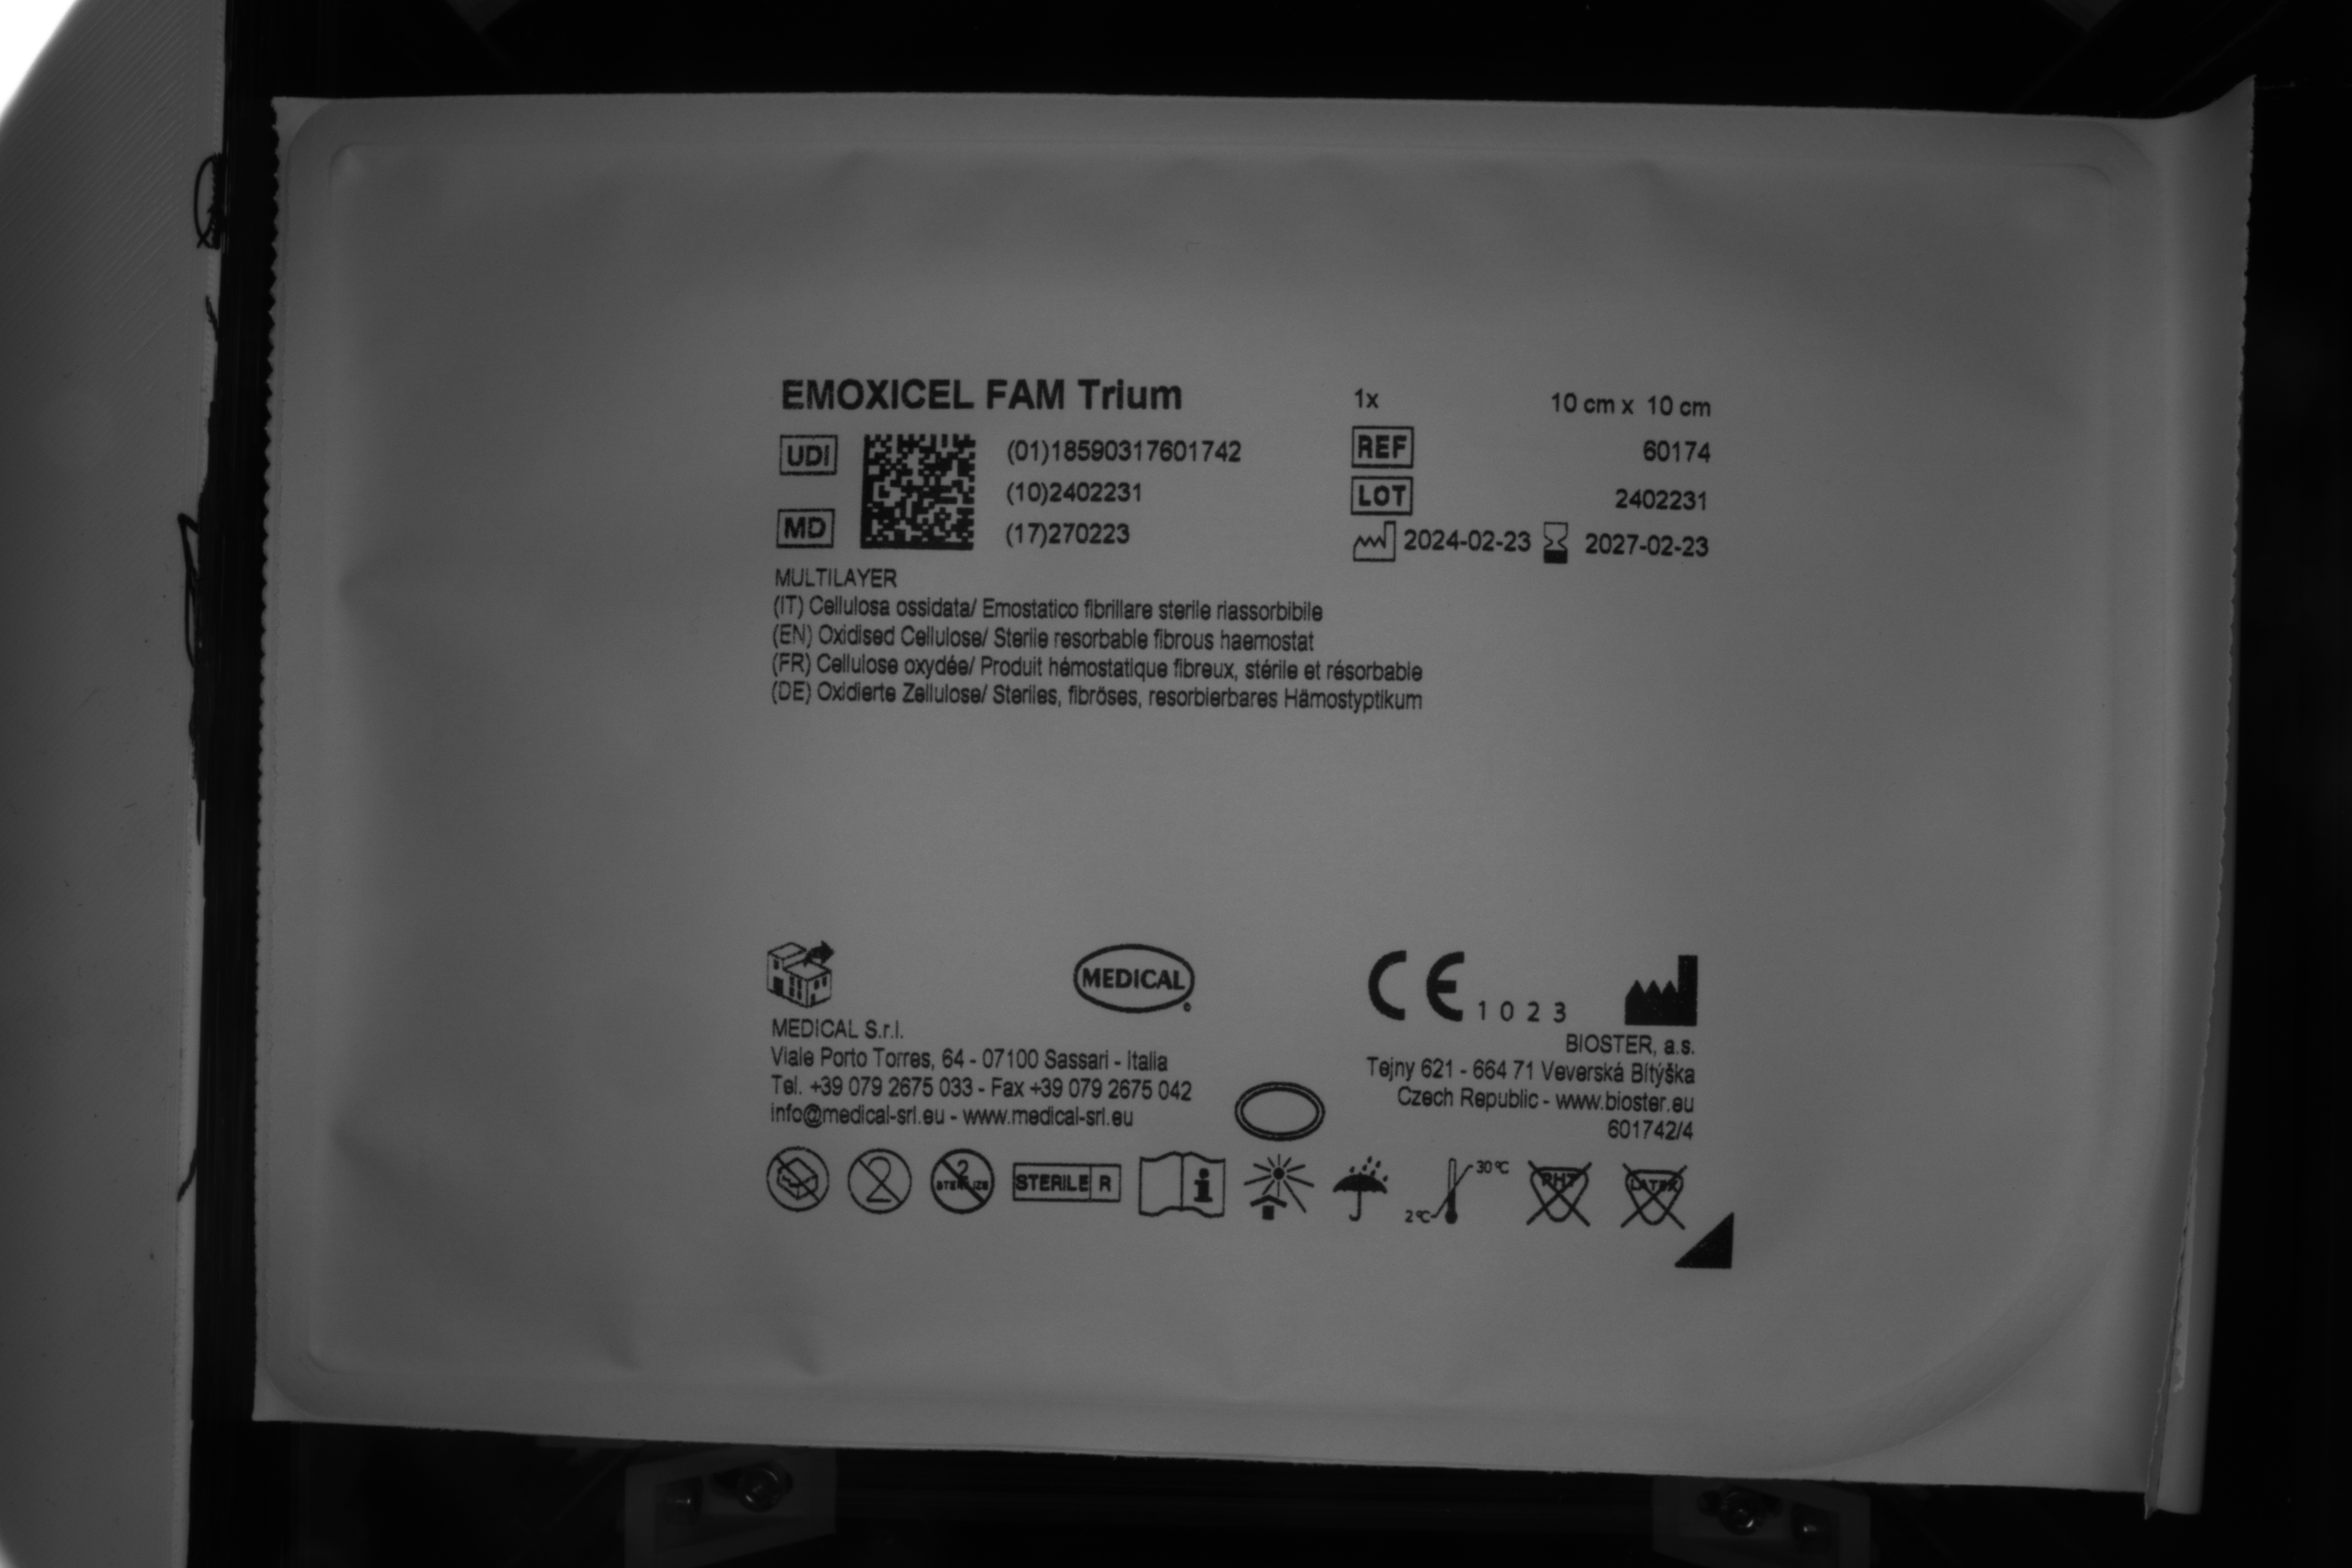 EMOXICEL FAM Trium
1x 10 cm x 10 cm
UDI (01)18590317601742
REF 60174
(10)2402231
LOT 2402231
MD (17)270223
2024-02-23 2027-02-23
MULTILAYER
(IT) Cellulosa ossidata/ Emostatico fibrillare sterile riassorbibile
(EN) Oxidised Cellulose/ Sterile resorbable fibrous haemostat
(FR) Cellulose oxydée/ Produit hémostatique fibreux, stérile et résorbable
(DE) Oxidierte Zellulose/ Steriles, fibröses, resorbierbares Hämostyptikum
MEDICAL
CE 1023
MEDICAL S.r.l.
Viale Porto Torres, 64 - 07100 Sassari - Italia
Tel. +39 079 2675 033 - Fax +39 079 2675 042
info@medical-srl.eu - www.medical-srl.eu
BIOSTER, a.s.
Tejny 621 - 664 71 Veverská Bítýška
Czech Republic - www.bioster.eu
601742/4
2 2 STERILIZE STERILE R i 2°C 30°C PHT LATEX